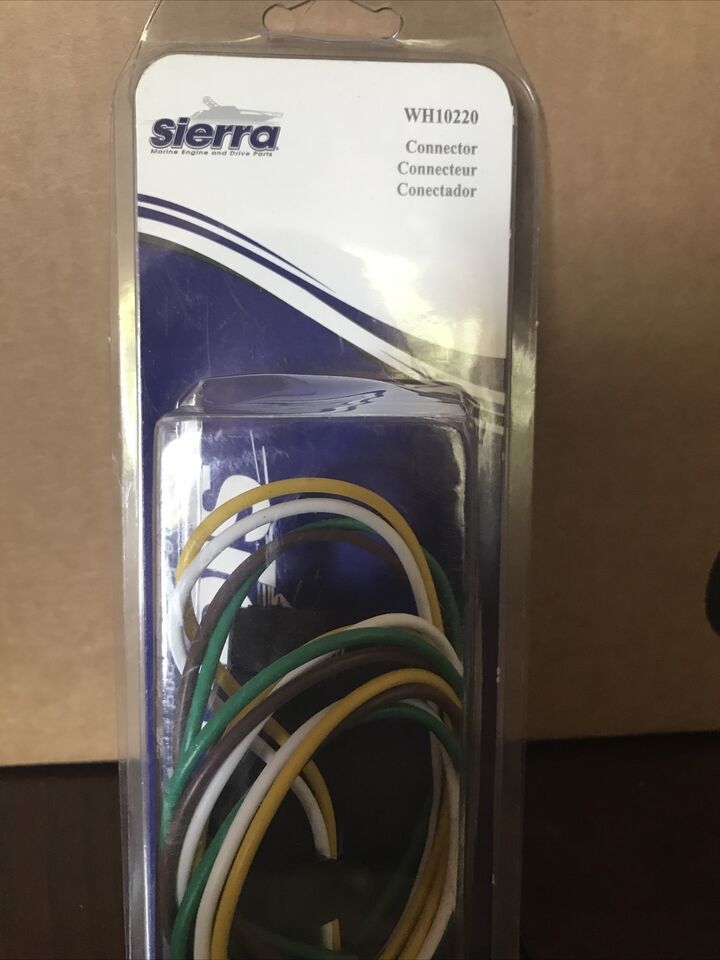 Sierra
Marine Engine and Drive Parts
WH10220
Connector
Connecteur
Conectador